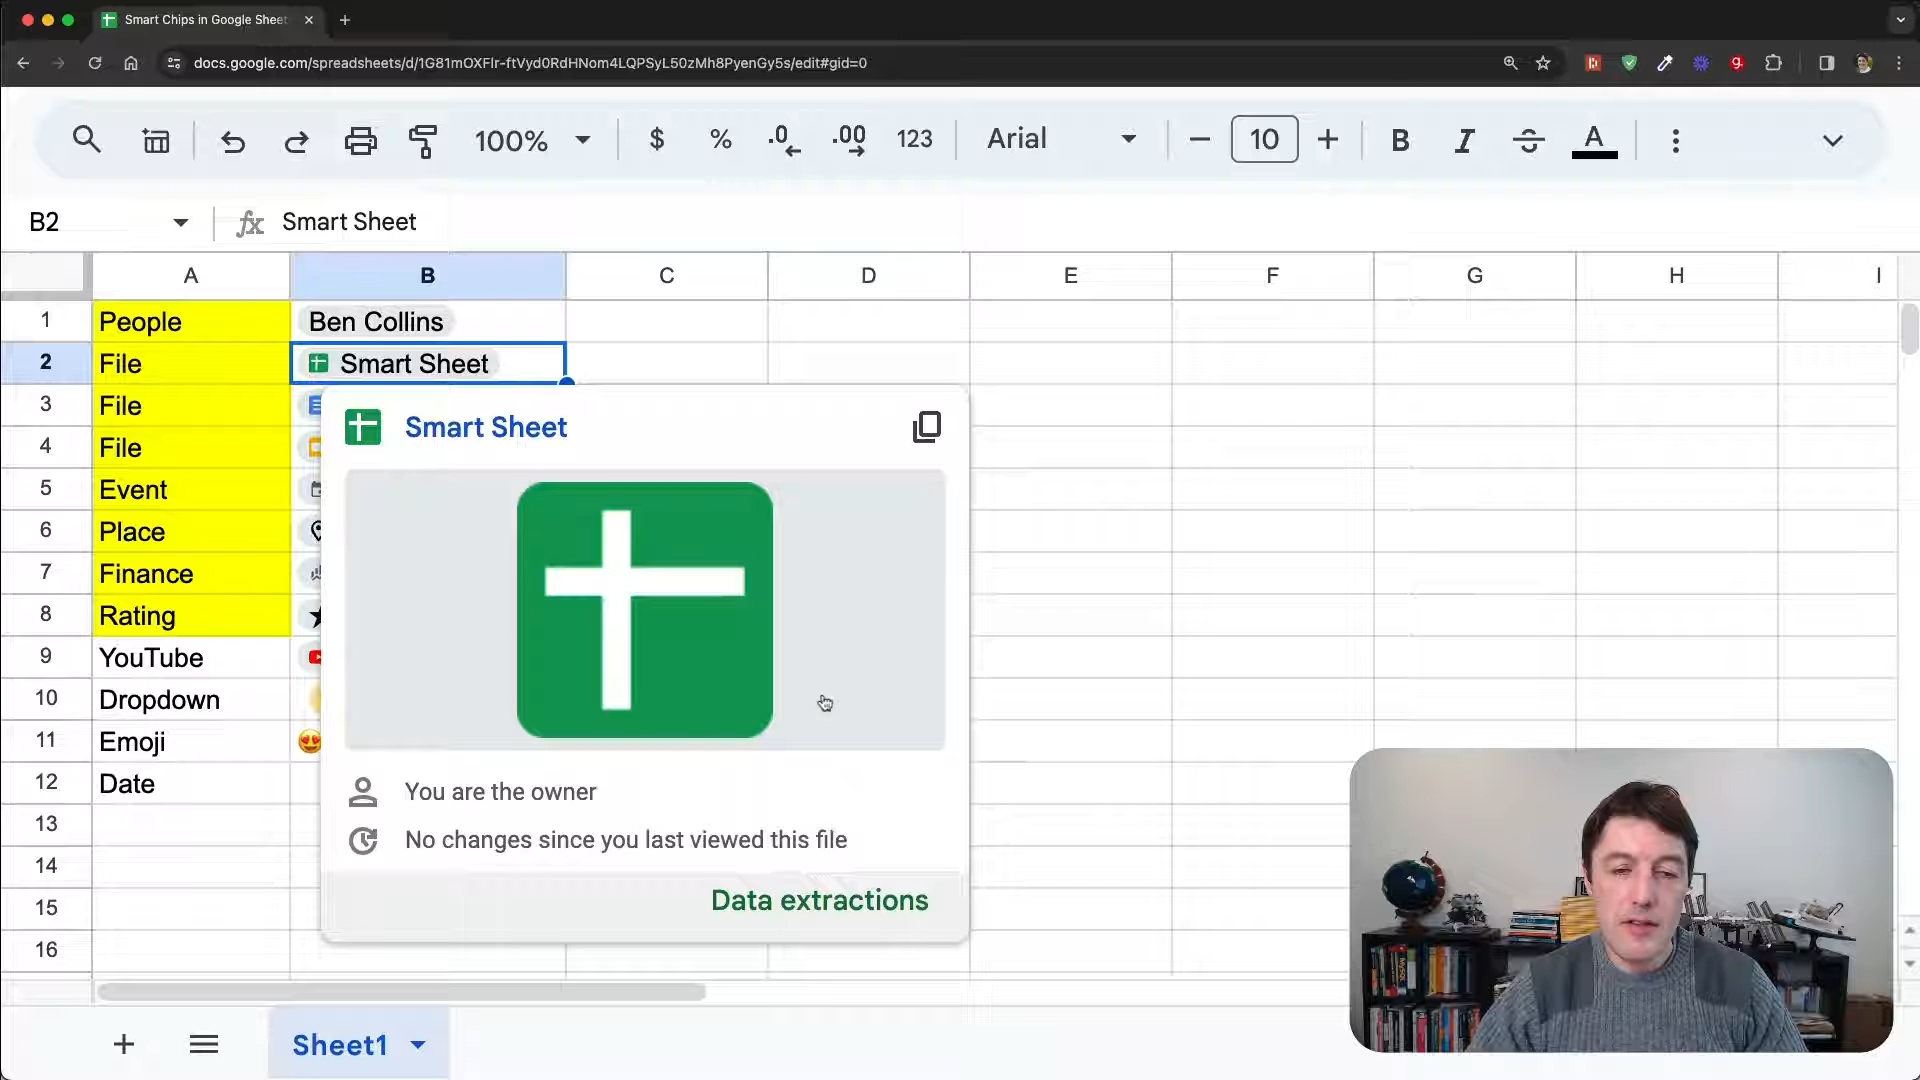 Smart Chips in Google Sheet
docs.google.com/spreadsheets/d/1G81mOXFIr-ftVyd0RdHNom4LQPSyL50zMh8PyenGy5s/edit#gid=0
100% $ % .0 .00 123 Arial 10 B I A
B2 fx Smart Sheet
A B C D E F G H I
1 People Ben Collins
2 File Smart Sheet
3 File
4 File
5 Event
6 Place
7 Finance
8 Rating
9 YouTube
10 Dropdown
11 Emoji
12 Date
13
14
15
16
Smart Sheet
You are the owner
No changes since you last viewed this file
Data extractions
Sheet1